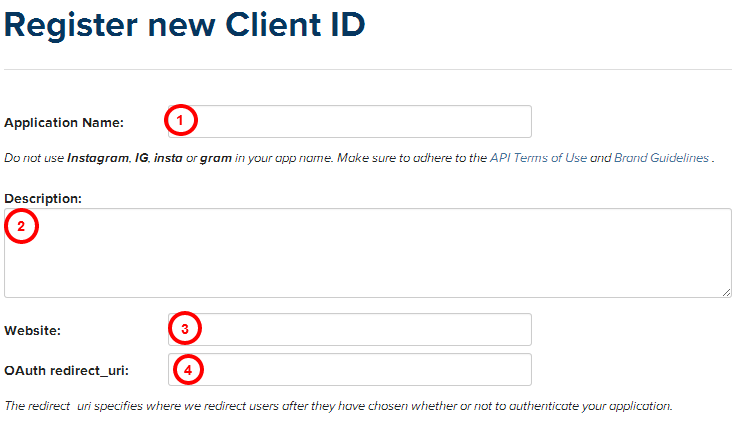 Register new Client ID
Application Name: 1
Do not use Instagram, IG, insta or gram in your app name. Make sure to adhere to the API Terms of Use and Brand Guidelines .
Description:
2
Website: 3
OAuth redirect_uri: 4
The redirect_uri specifies where we redirect users after they have chosen whether or not to authenticate your application.